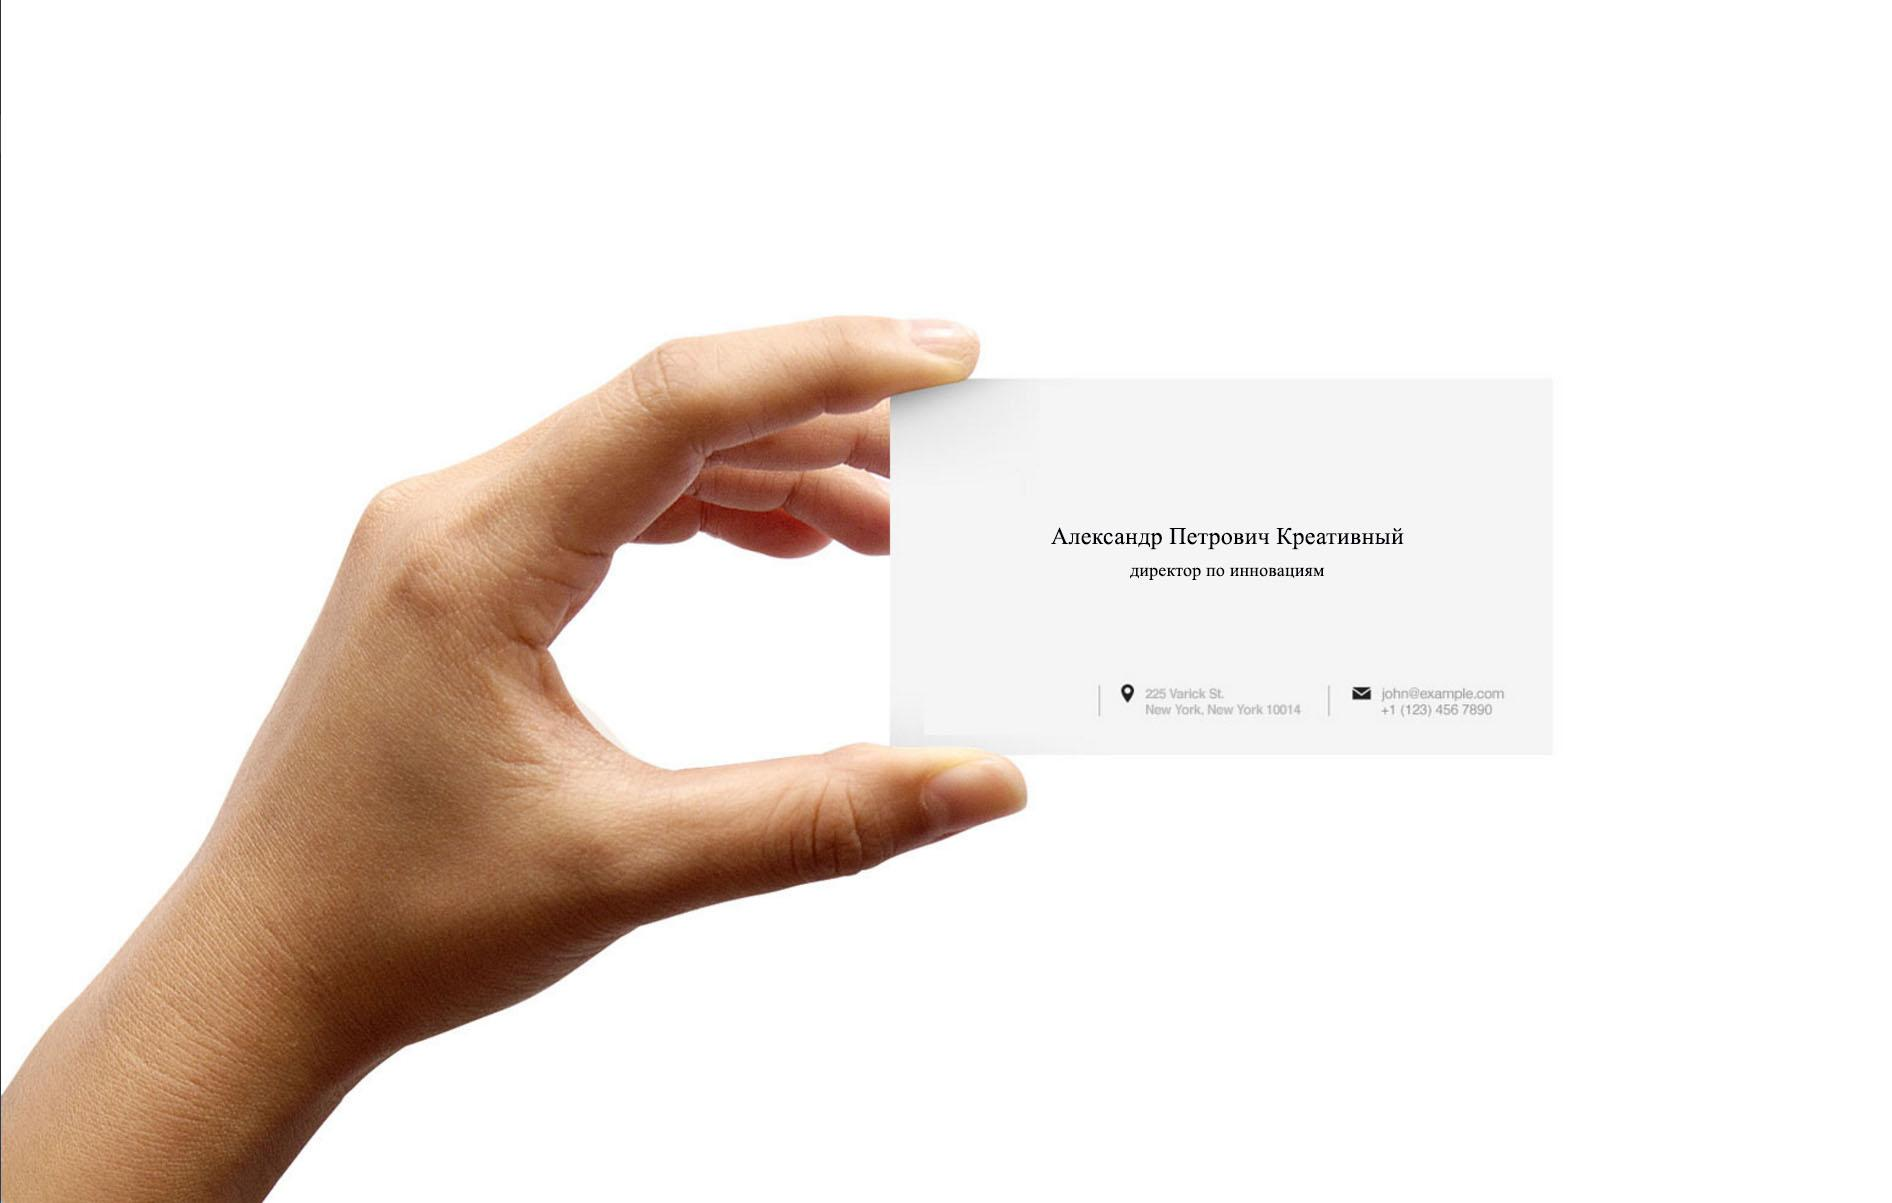 Александр Петрович Креативный
директор по инновациям
225 Varick St.
New York, New York 10014
john@example.com
+1 (123) 456 7890